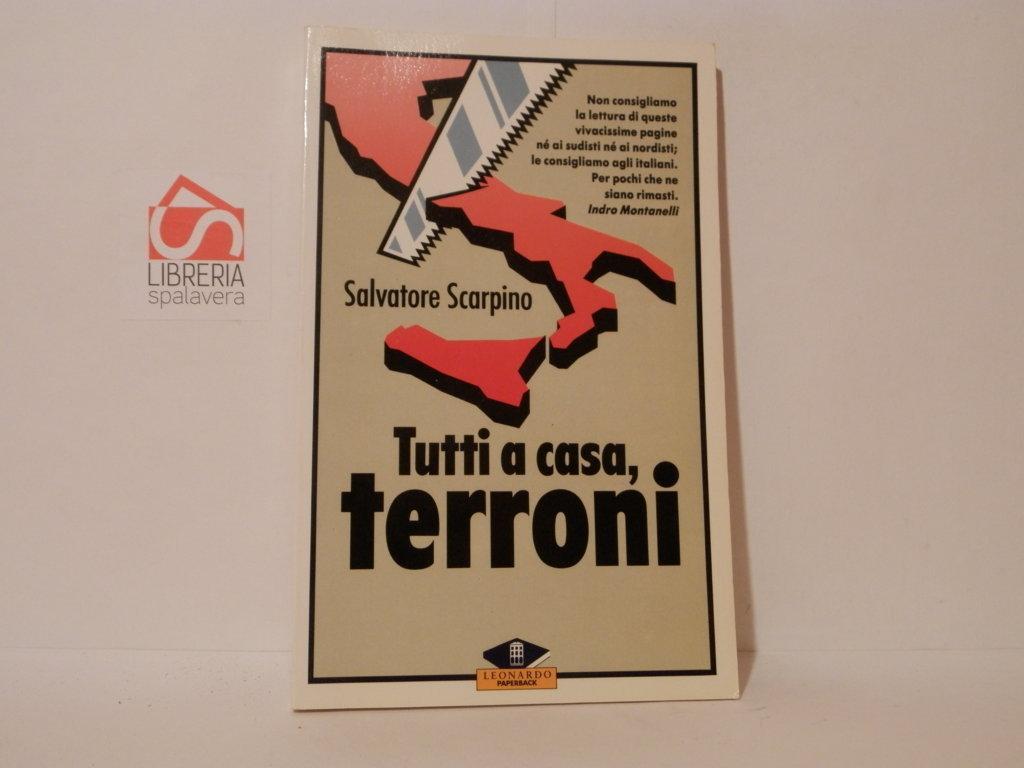 Non consigliamo
la lettura di queste
vivacissime pagine
né ai sudisti né ai nordisti;
le consigliamo agli italiani.
Per pochi che ne
siano rimasti.
Indro Montanelli
LIBRERIA
spalavera
Salvatore Scarpino
Tutti a casa,
terroni
LEONARDO
PAPERBACK